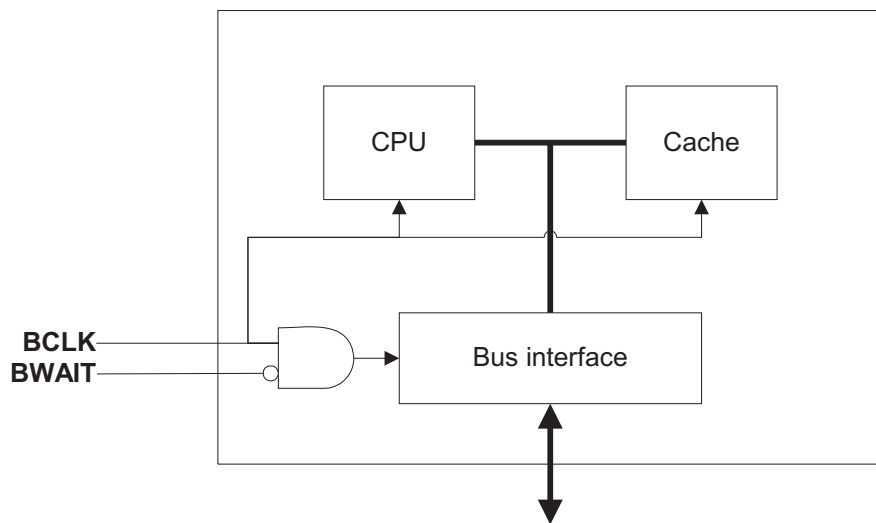 CPU
Cache
BCLK
BWAIT
Bus interface